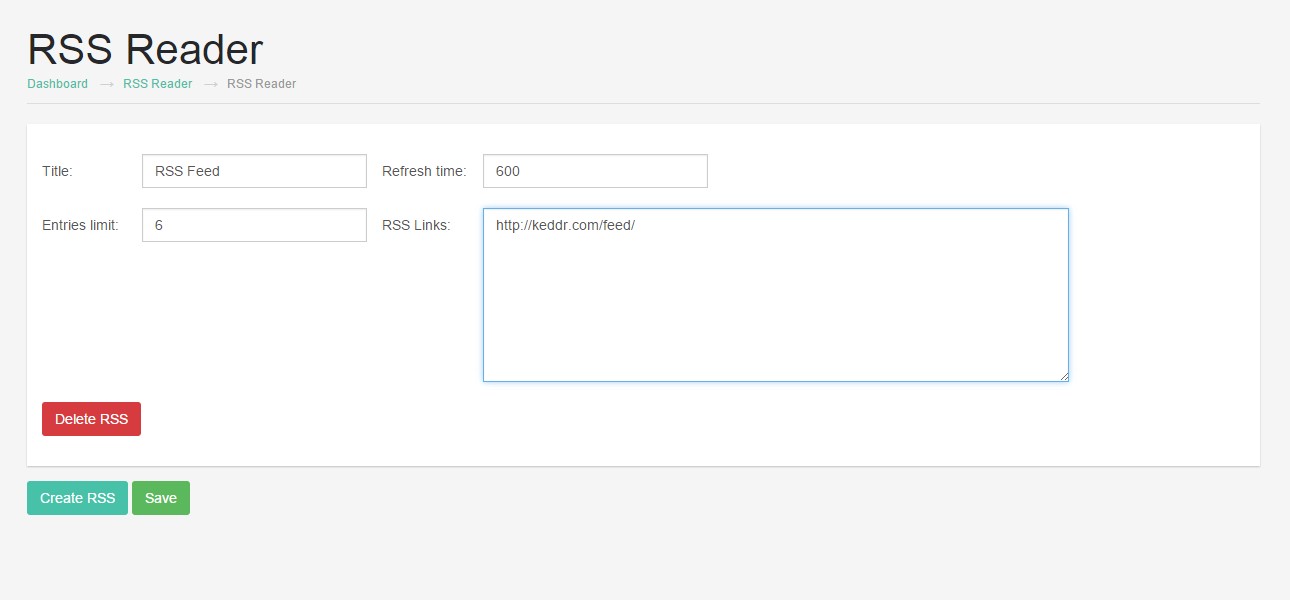 RSS Reader
Dashboard → RSS Reader → RSS Reader
Title: RSS Feed Refresh time: 600
Entries limit: 6 RSS Links: http://keddr.com/feed/
Delete RSS
Create RSS Save